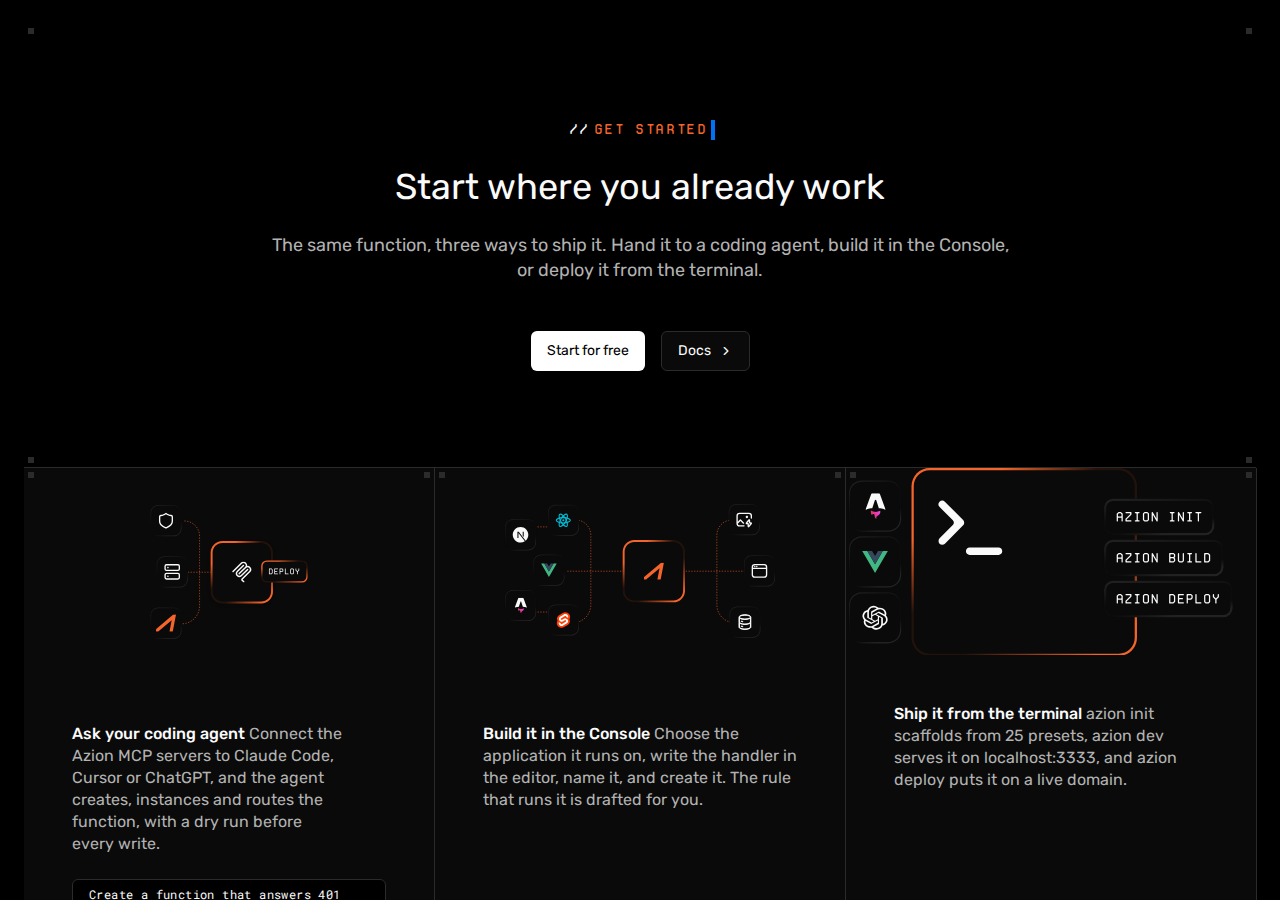 // GET STARTED
Start where you already work
The same function, three ways to ship it. Hand it to a coding agent, build it in the Console,
or deploy it from the terminal.
Start for free
Docs
DEPLOY
AZION INIT
AZION BUILD
AZION DEPLOY
Ask your coding agent Connect the
Azion MCP servers to Claude Code,
Cursor or ChatGPT, and the agent
creates, instances and routes the
function, with a dry run before
every write.
Create a function that answers 401
Build it in the Console Choose the
application it runs on, write the handler in
the editor, name it, and create it. The rule
that runs it is drafted for you.
Ship it from the terminal azion init
scaffolds from 25 presets, azion dev
serves it on localhost:3333, and azion
deploy puts it on a live domain.